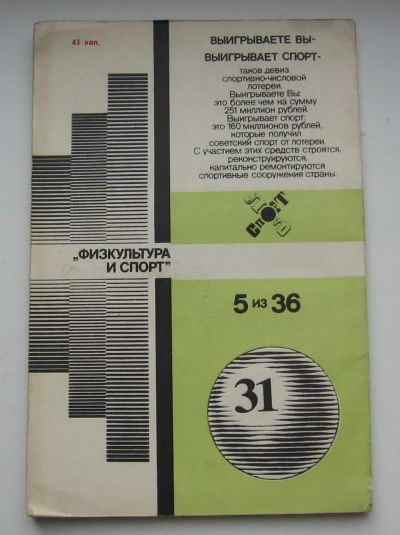 45 коп.
ВЫИГРЫВАЕТЕ ВЫ-
ВЫИГРЫВАЕТ СПОРТ-
таков девиз
спортивно-числовой
лотереи.
Выигрываете Вы:
это более чем на сумму
251 миллион рублей.
Выигрывает спорт:
это 160 миллионов рублей,
которые получил
советский спорт от лотереи.
С участием этих средств строятся,
реконструируются,
капитально ремонтируются
спортивные сооружения страны.
СПОРТ
„ФИЗКУЛЬТУРА
И СПОРТ"
5 из 36
31